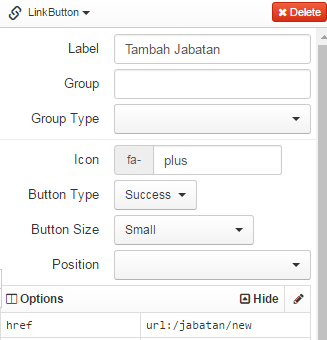 LinkButton
Delete
Label Tambah Jabatan
Group
Group Type
Icon fa- plus
Button Type Success
Button Size Small
Position
Options Hide
href url:/jabatan/new